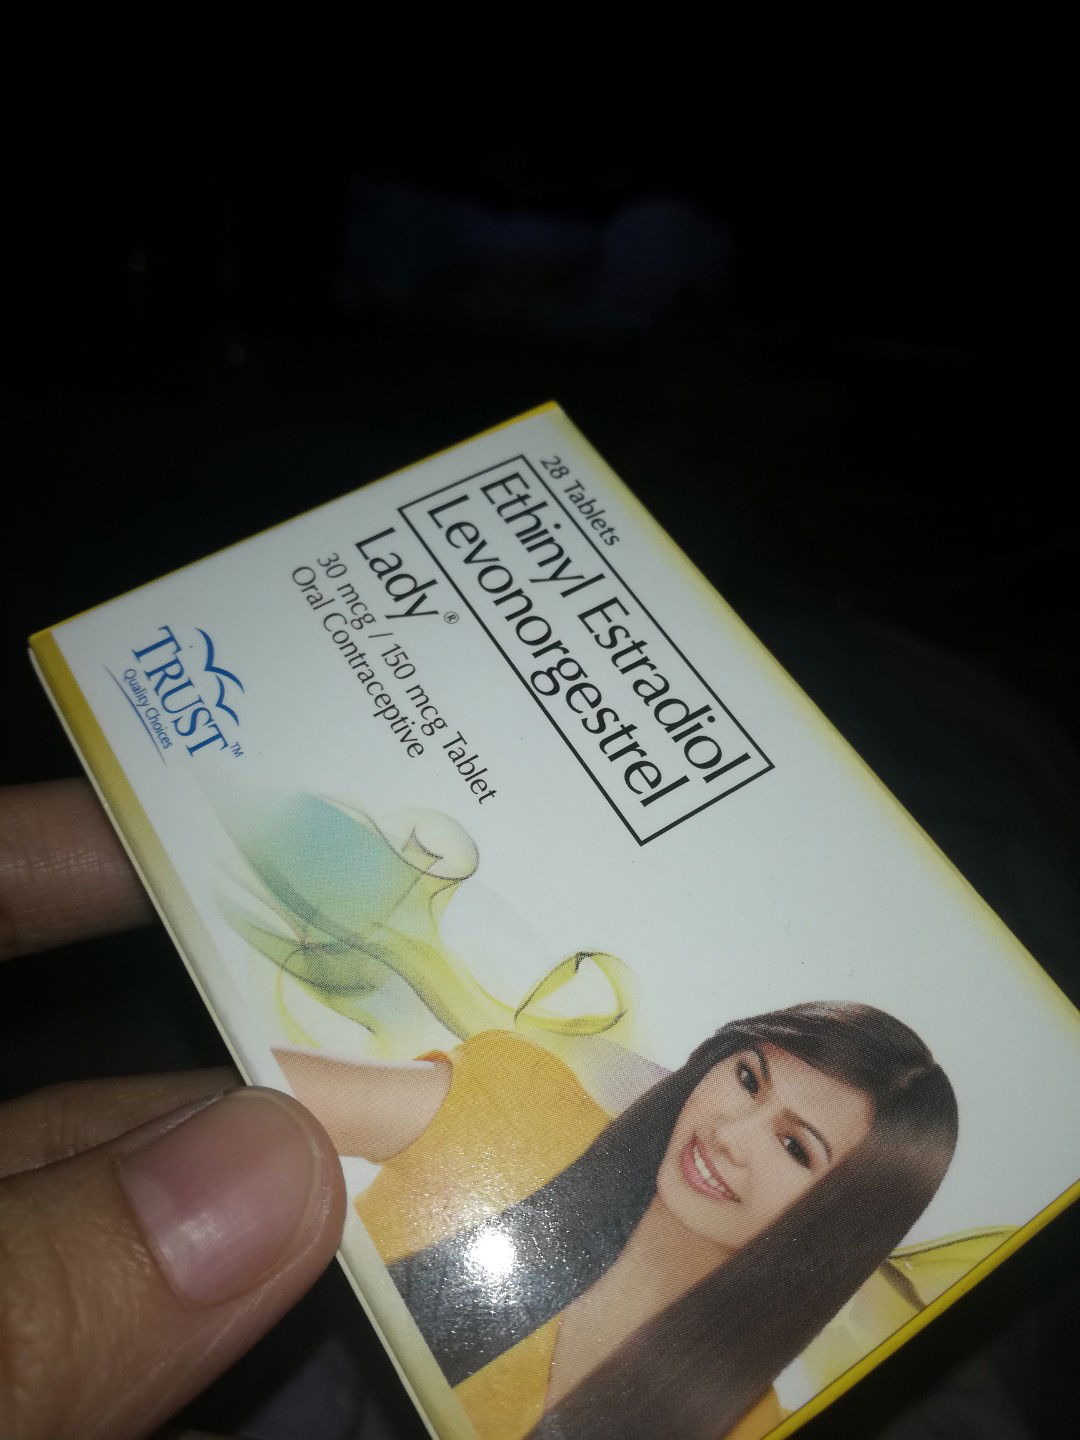 28 Tablets
Ethinyl Estradiol
Levonorgestrel
Lady®
30 mcg / 150 mcg Tablet
Oral Contraceptive
TRUST™
Quality Choices